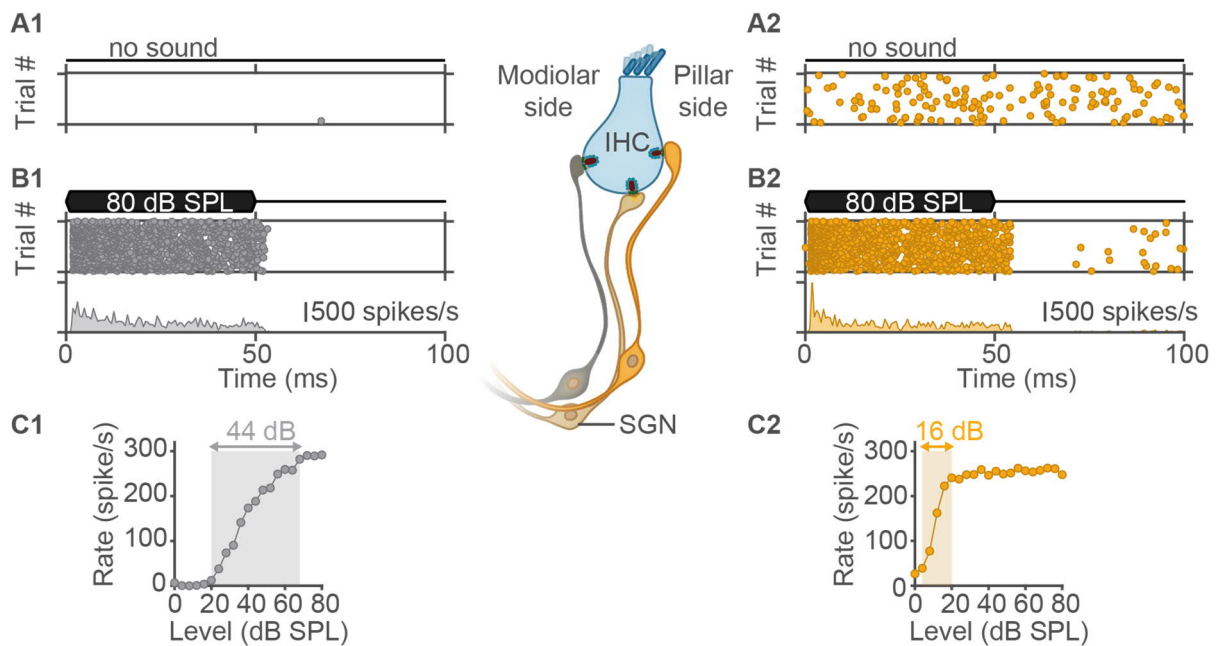 A1
no sound
Trial #
B1
80 dB SPL
Trial #
I500 spikes/s
0
50
100
Time (ms)
C1
44 dB
Rate (spike/s)
300
200
100
0
0
20
40
60
80
Level (dB SPL)
Modiolar
side
Pillar
side
IHC
SGN
A2
no sound
Trial #
B2
80 dB SPL
Trial #
I500 spikes/s
0
50
100
Time (ms)
C2
16 dB
Rate (spike/s)
300
200
100
0
0
20
40
60
80
Level (dB SPL)